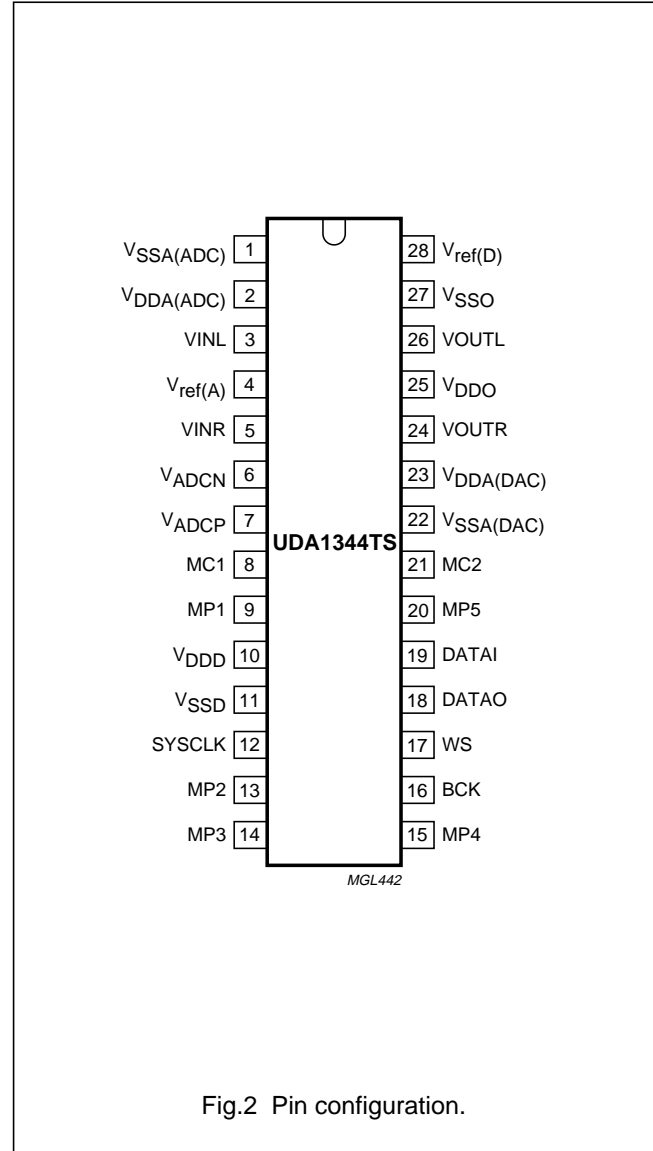 VSSA(ADC) 1 28 Vref(D)
VDDA(ADC) 2 27 VSSO
VINL 3 26 VOUTL
Vref(A) 4 25 VDDO
VINR 5 24 VOUTR
VADCN 6 23 VDDA(DAC)
VADCP 7 22 VSSA(DAC)
UDA1344TS
MC1 8 21 MC2
MP1 9 20 MP5
VDDD 10 19 DATAI
VSSD 11 18 DATAO
SYSCLK 12 17 WS
MP2 13 16 BCK
MP3 14 15 MP4
MGL442
Fig.2 Pin configuration.